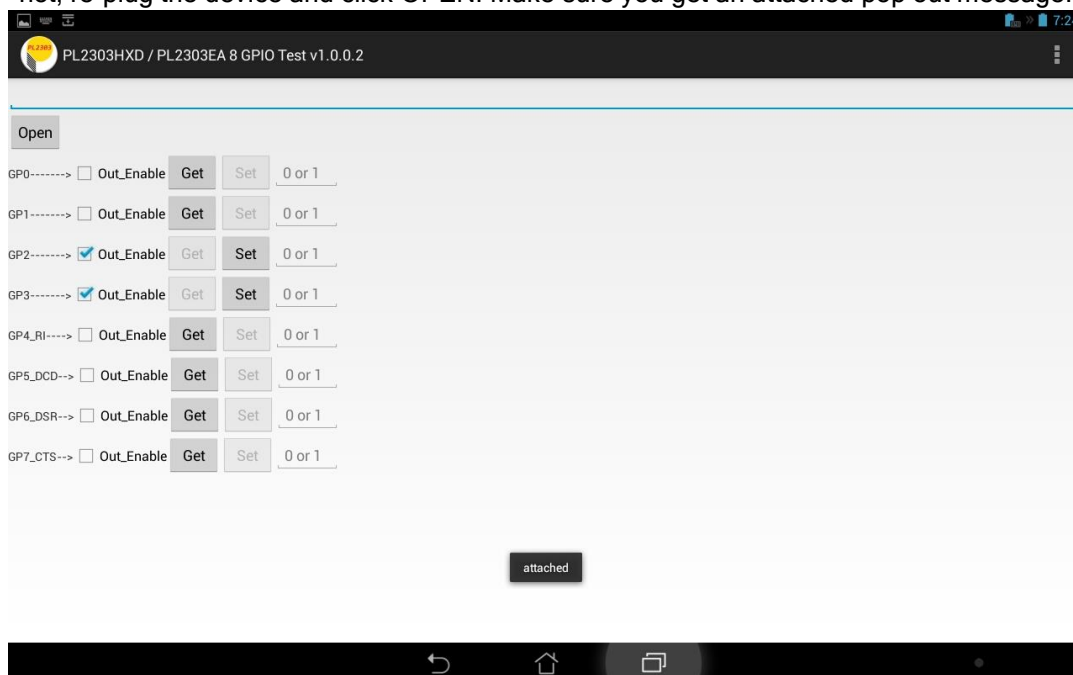 not, re-plug the device and click OPEN. Make sure you get an attached pop out message.
7:2
PL2303
PL2303HXD / PL2303EA 8 GPIO Test v1.0.0.2
Open
GP0-------> Out_Enable Get Set 0 or 1
GP1-------> Out_Enable Get Set 0 or 1
GP2-------> Out_Enable Get Set 0 or 1
GP3-------> Out_Enable Get Set 0 or 1
GP4_RI----> Out_Enable Get Set 0 or 1
GP5_DCD--> Out_Enable Get Set 0 or 1
GP6_DSR--> Out_Enable Get Set 0 or 1
GP7_CTS--> Out_Enable Get Set 0 or 1
attached